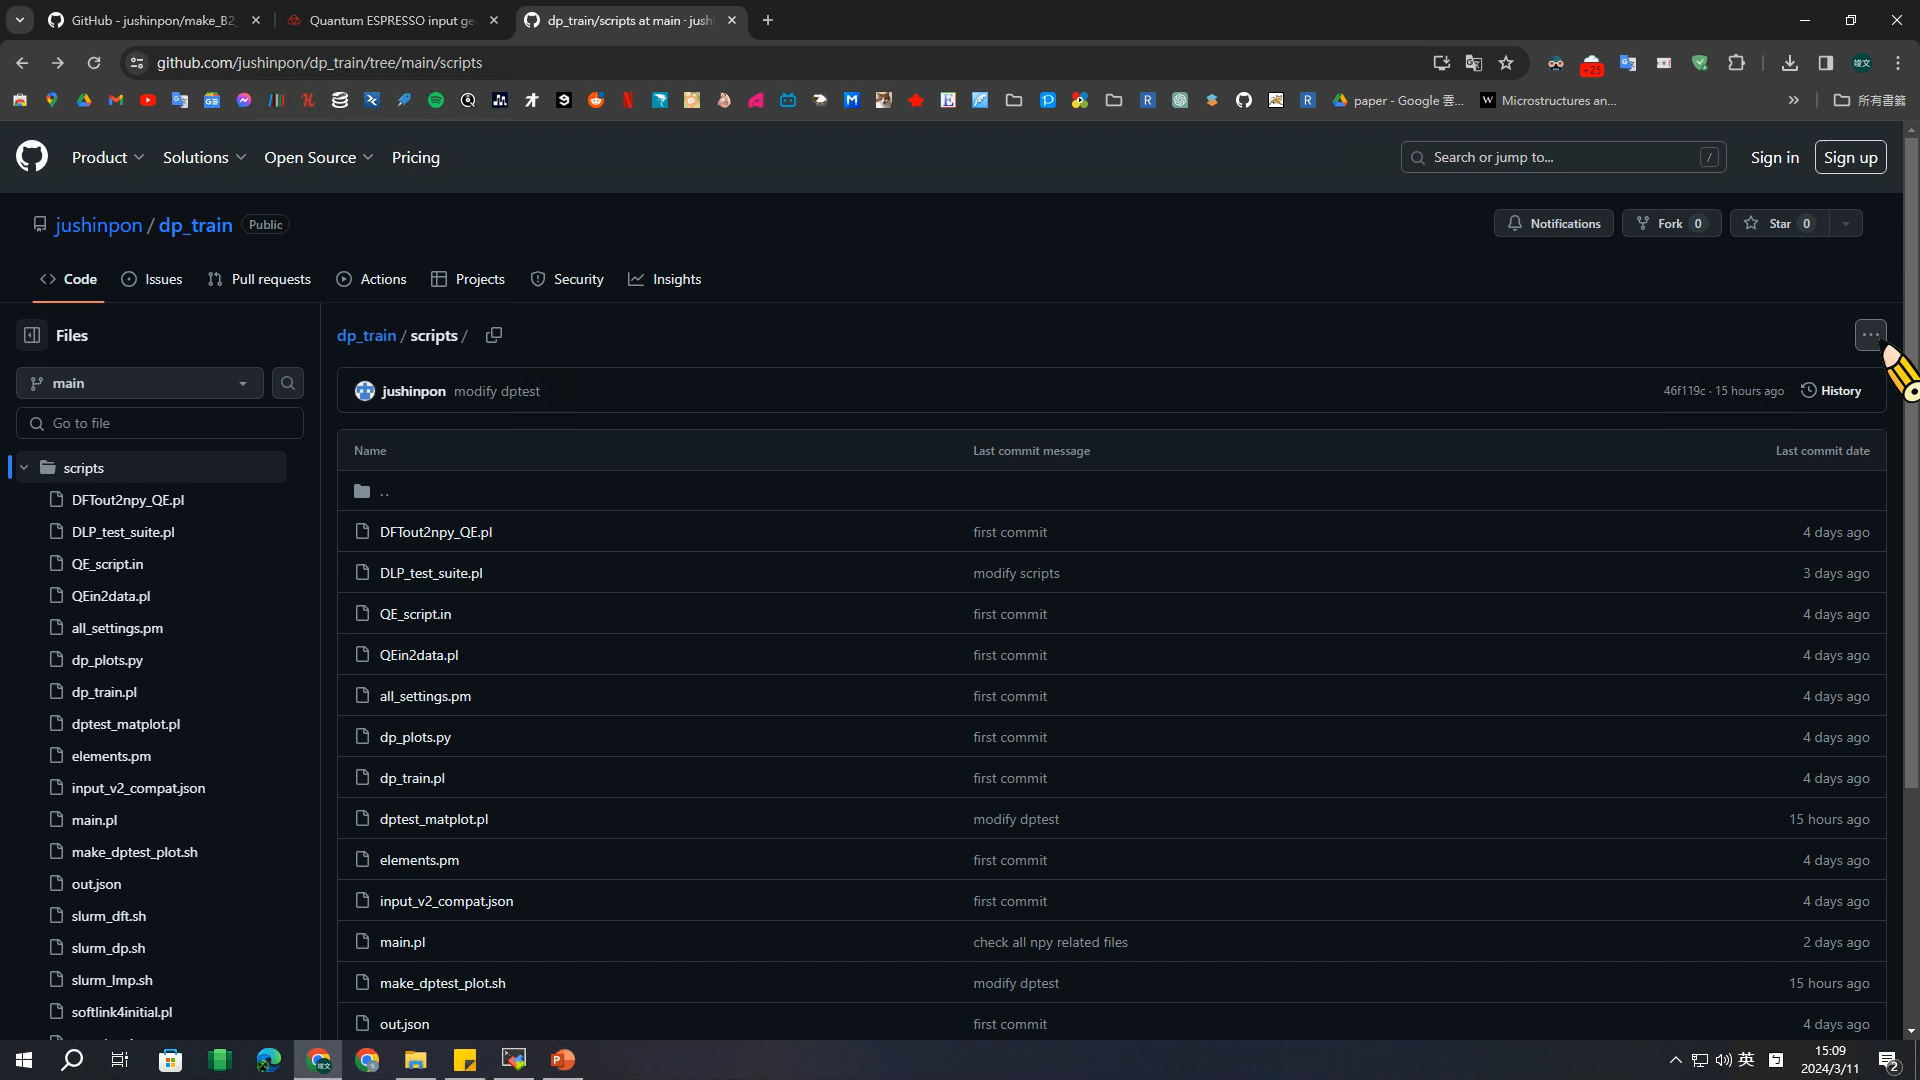 GitHub - jushinpon/make_B2_
Quantum ESPRESSO input ge
dp_train/scripts at main · jush
github.com/jushinpon/dp_train/tree/main/scripts
+25
竣文
paper - Google 雲...
Microstructures an...
所有書籤
Product
Solutions
Open Source
Pricing
Search or jump to...
/
Sign in
Sign up
jushinpon / dp_train
Public
Notifications
Fork 0
Star 0
Code
Issues
Pull requests
Actions
Projects
Security
Insights
Files
main
Go to file
scripts
DFTout2npy_QE.pl
DLP_test_suite.pl
QE_script.in
QEin2data.pl
all_settings.pm
dp_plots.py
dp_train.pl
dptest_matplot.pl
elements.pm
input_v2_compat.json
main.pl
make_dptest_plot.sh
out.json
slurm_dft.sh
slurm_dp.sh
slurm_lmp.sh
softlink4initial.pl
dp_train / scripts /
jushinpon modify dptest
46f119c · 15 hours ago
History
Name Last commit message Last commit date
..
DFTout2npy_QE.pl first commit 4 days ago
DLP_test_suite.pl modify scripts 3 days ago
QE_script.in first commit 4 days ago
QEin2data.pl first commit 4 days ago
all_settings.pm first commit 4 days ago
dp_plots.py first commit 4 days ago
dp_train.pl first commit 4 days ago
dptest_matplot.pl modify dptest 15 hours ago
elements.pm first commit 4 days ago
input_v2_compat.json first commit 4 days ago
main.pl check all npy related files 2 days ago
make_dptest_plot.sh modify dptest 15 hours ago
out.json first commit 4 days ago
英
15:09
2024/3/11
2